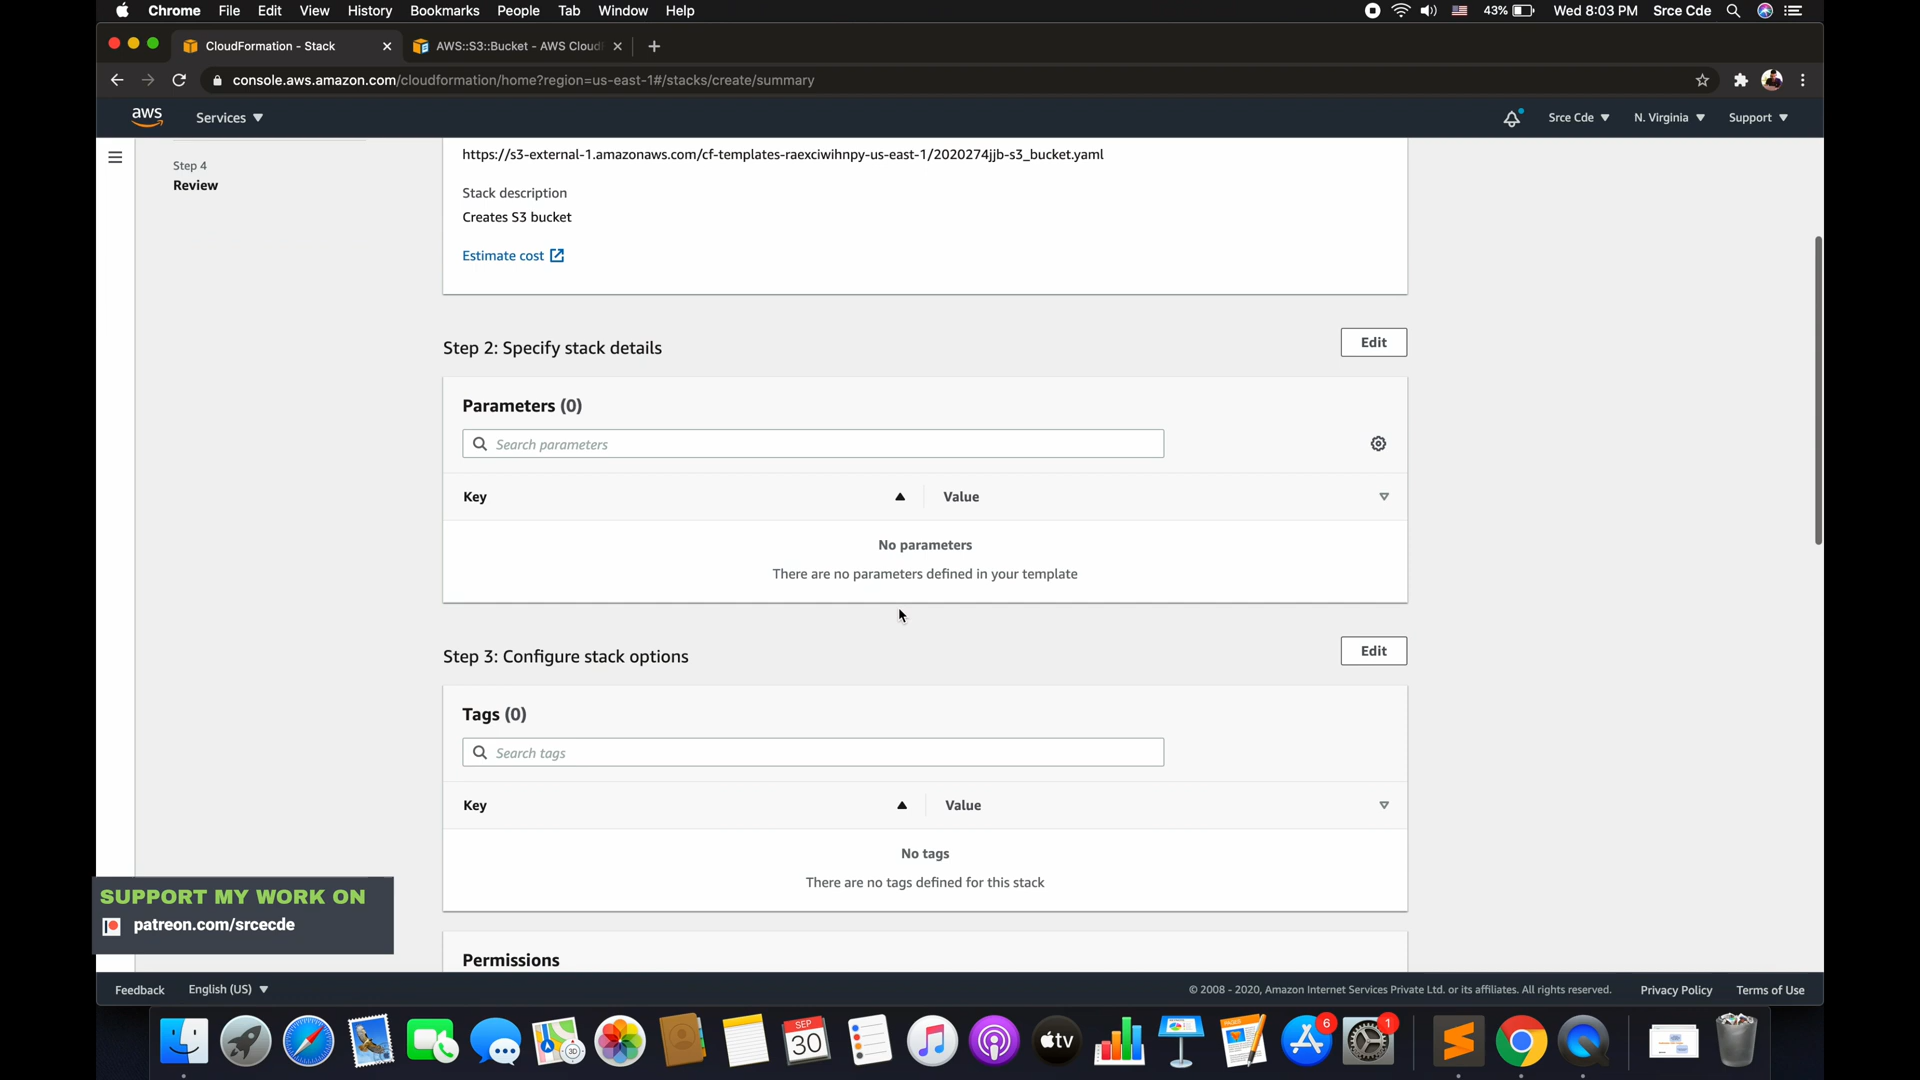 Chrome File Edit View History Bookmarks People Tab Window Help 43% Wed 8:03 PM Srce Cde
CloudFormation - Stack AWS::S3::Bucket - AWS Cloud
console.aws.amazon.com/cloudformation/home?region=us-east-1#/stacks/create/summary
aws Services Srce Cde N. Virginia Support
https://s3-external-1.amazonaws.com/cf-templates-raexciwihnpy-us-east-1/2020274jjb-s3_bucket.yaml
Step 4
Review
Stack description
Creates S3 bucket
Estimate cost
Step 2: Specify stack details Edit
Parameters (0)
Search parameters
Key Value
No parameters
There are no parameters defined in your template
Step 3: Configure stack options Edit
Tags (0)
Search tags
Key Value
No tags
There are no tags defined for this stack
SUPPORT MY WORK ON
patreon.com/srcecde
Permissions
Feedback English (US) © 2008 - 2020, Amazon Internet Services Private Ltd. or its affiliates. All rights reserved. Privacy Policy Terms of Use
3D SEP 30 tv 6 1